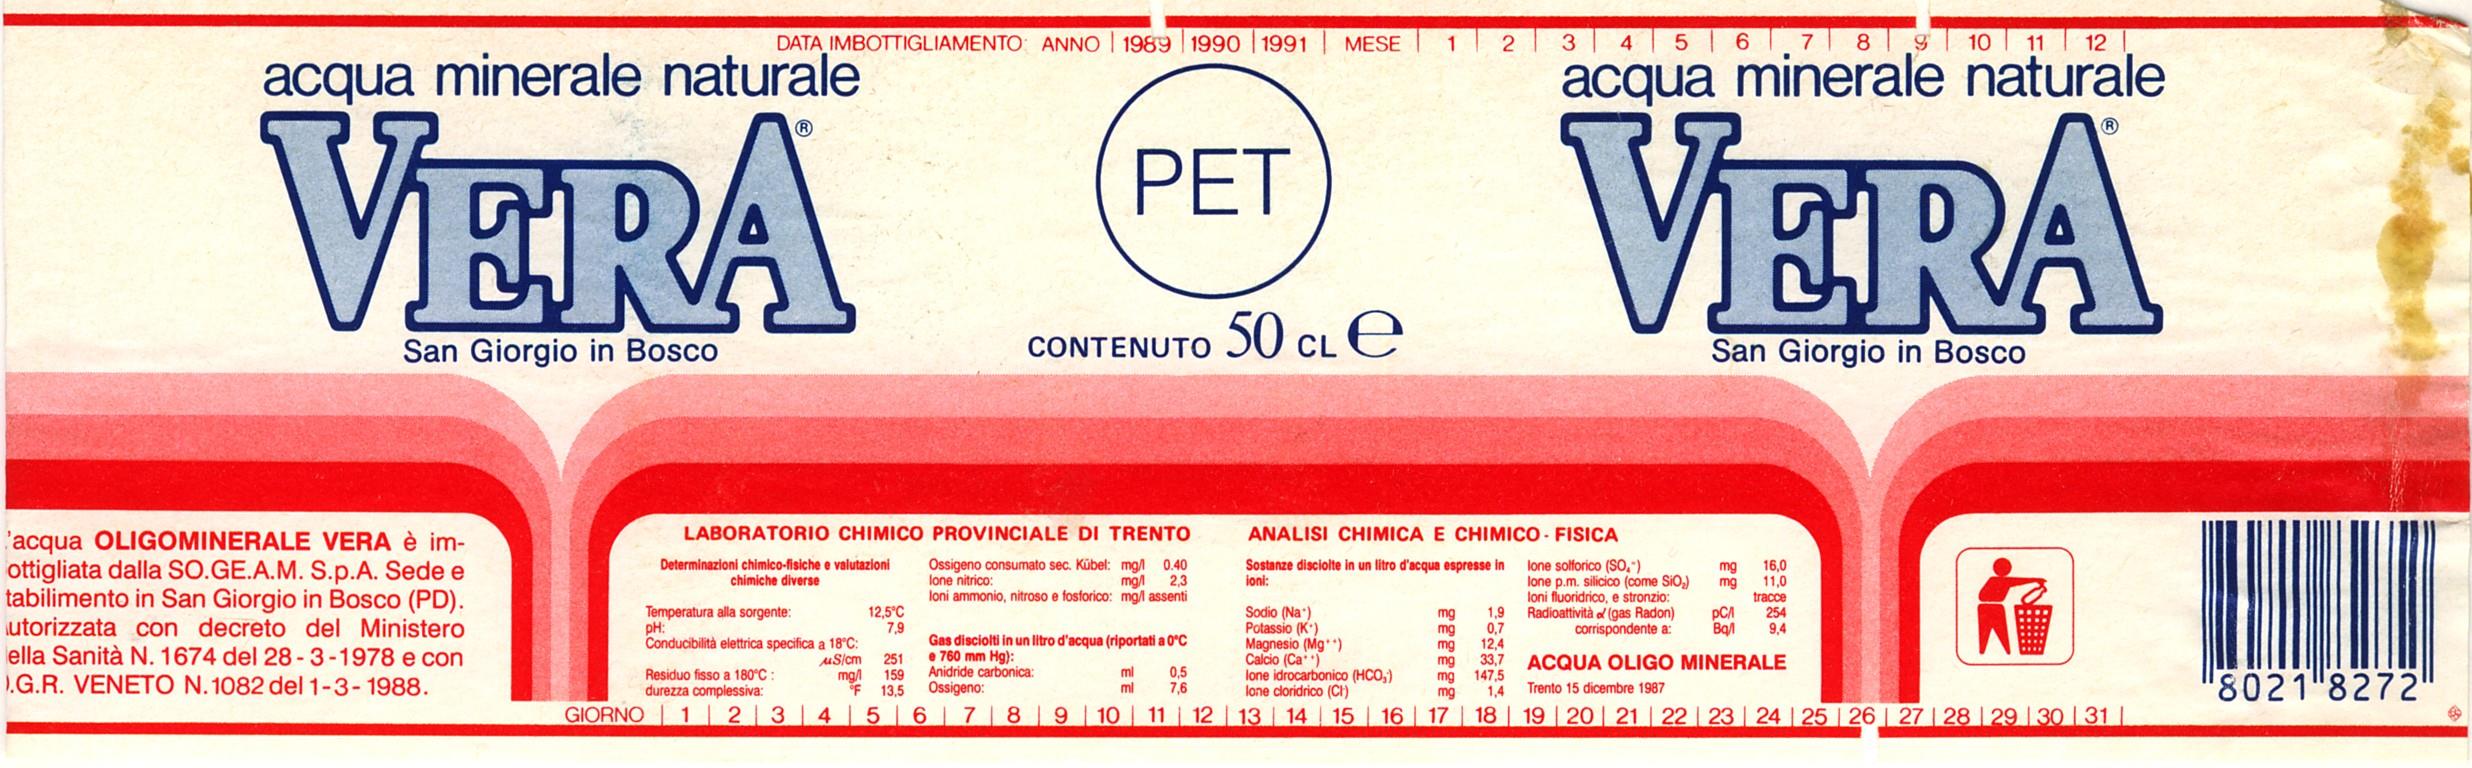 DATA IMBOTTIGLIAMENTO: ANNO | 1989 | 1990 | 1991 | MESE | 1 | 2 | 3 | 4 | 5 | 6 | 7 | 8 | 9 | 10 | 11 | 12 |
acqua minerale naturale
VERA®
San Giorgio in Bosco
PET
CONTENUTO 50 CL e
acqua minerale naturale
VERA®
San Giorgio in Bosco
'acqua OLIGOMINERALE VERA è im-
ottigliata dalla SO.GE.A.M. S.p.A. Sede e
tabilimento in San Giorgio in Bosco (PD).
utorizzata con decreto del Ministero
ella Sanità N. 1674 del 28-3-1978 e con
.G.R. VENETO N.1082 del 1-3-1988.
LABORATORIO CHIMICO PROVINCIALE DI TRENTO
Determinazioni chimico-fisiche e valutazioni
chimiche diverse
Temperatura alla sorgente: 12,5°C
pH: 7,9
Conducibilità elettrica specifica a 18°C:
µS/cm 251
Residuo fisso a 180°C: mg/l 159
durezza complessiva: °F 13,5
Ossigeno consumato sec. Kübel: mg/l 0.40
Ione nitrico: mg/l 2,3
Ioni ammonio, nitroso e fosforico: mg/l assenti
Gas disciolti in un litro d'acqua (riportati a 0°C
e 760 mm Hg):
Anidride carbonica: ml 0,5
Ossigeno: ml 7,6
ANALISI CHIMICA E CHIMICO-FISICA
Sostanze disciolte in un litro d'acqua espresse in
ioni:
Sodio (Na⁺) mg 1,9
Potassio (K⁺) mg 0,7
Magnesio (Mg⁺⁺) mg 12,4
Calcio (Ca⁺⁺) mg 33,7
Ione idrocarbonico (HCO₃⁻) mg 147,5
Ione cloridrico (Cl⁻) mg 1,4
Ione solforico (SO₄⁻) mg 16,0
Ione p.m. silicico (come SiO₂) mg 11,0
Ioni fluoridrico, e stronzio: tracce
Radioattività α (gas Radon) pC/l 254
corrispondente a: Bq/l 9,4
ACQUA OLIGO MINERALE
Trento 15 dicembre 1987
8021 8272
GIORNO | 1 | 2 | 3 | 4 | 5 | 6 | 7 | 8 | 9 | 10 | 11 | 12 | 13 | 14 | 15 | 16 | 17 | 18 | 19 | 20 | 21 | 22 | 23 | 24 | 25 | 26 | 27 | 28 | 29 | 30 | 31 |